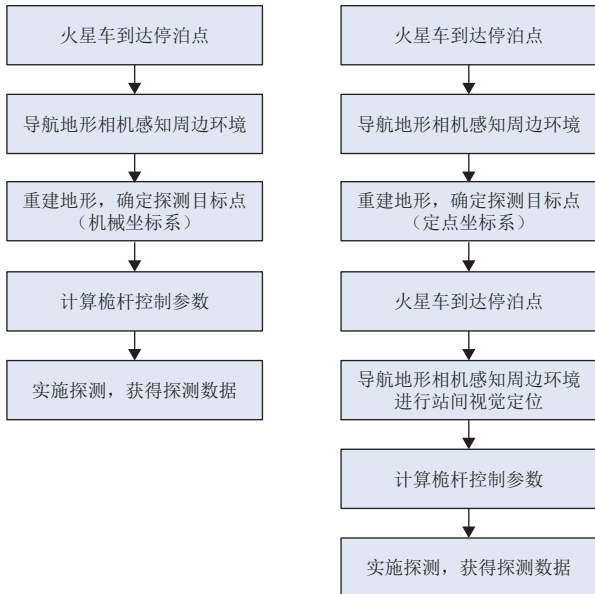 火星车到达停泊点
导航地形相机感知周边环境
重建地形，确定探测目标点
（机械坐标系）
计算桅杆控制参数
实施探测，获得探测数据
火星车到达停泊点
导航地形相机感知周边环境
重建地形，确定探测目标点
（定点坐标系）
火星车到达停泊点
导航地形相机感知周边环境
进行站间视觉定位
计算桅杆控制参数
实施探测，获得探测数据